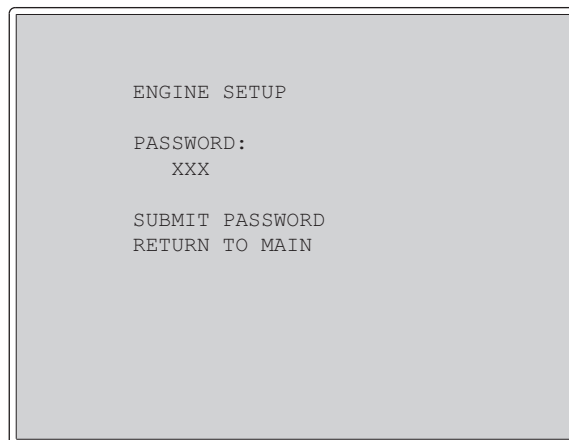 ENGINE SETUP
PASSWORD:
XXX
SUBMIT PASSWORD
RETURN TO MAIN